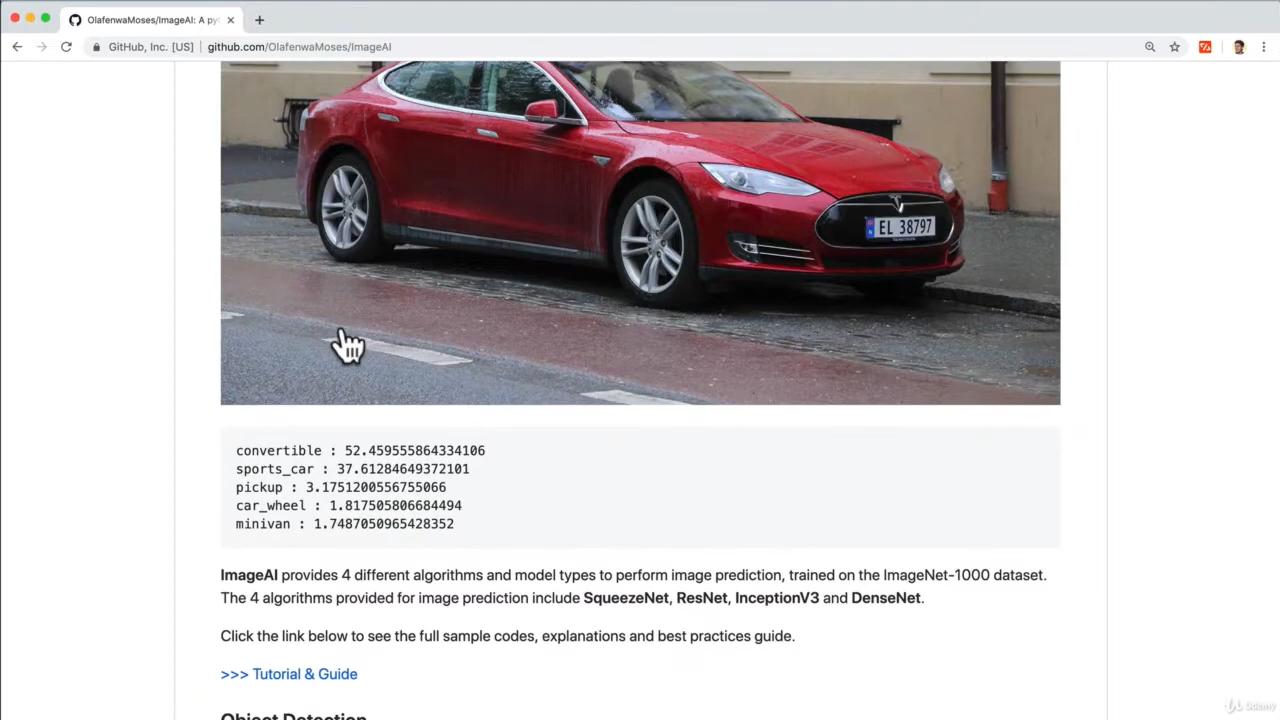 OlafenwaMoses/ImageAI: A pyt
GitHub, Inc. [US] github.com/OlafenwaMoses/ImageAI
EL 38797
convertible : 52.459555864334106
sports_car : 37.61284649372101
pickup : 3.1751200556755066
car_wheel : 1.817505806684494
minivan : 1.7487050965428352
ImageAI provides 4 different algorithms and model types to perform image prediction, trained on the ImageNet-1000 dataset.
The 4 algorithms provided for image prediction include SqueezeNet, ResNet, InceptionV3 and DenseNet.
Click the link below to see the full sample codes, explanations and best practices guide.
>>> Tutorial & Guide
Object Detection
Udemy